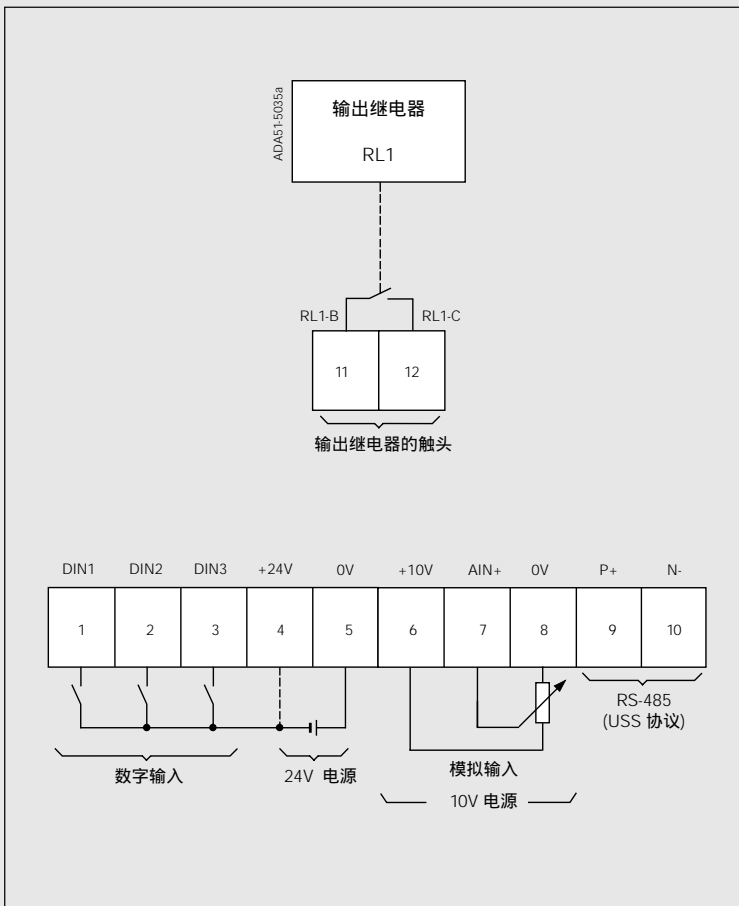 ADA51-5035a
输出继电器
RL1
RL1-B
RL1-C
11
12
输出继电器的触头
DIN1 DIN2 DIN3 +24V 0V +10V AIN+ 0V P+ N-
1 2 3 4 5 6 7 8 9 10
RS-485
(USS 协议)
数字输入
24V 电源
模拟输入
10V 电源